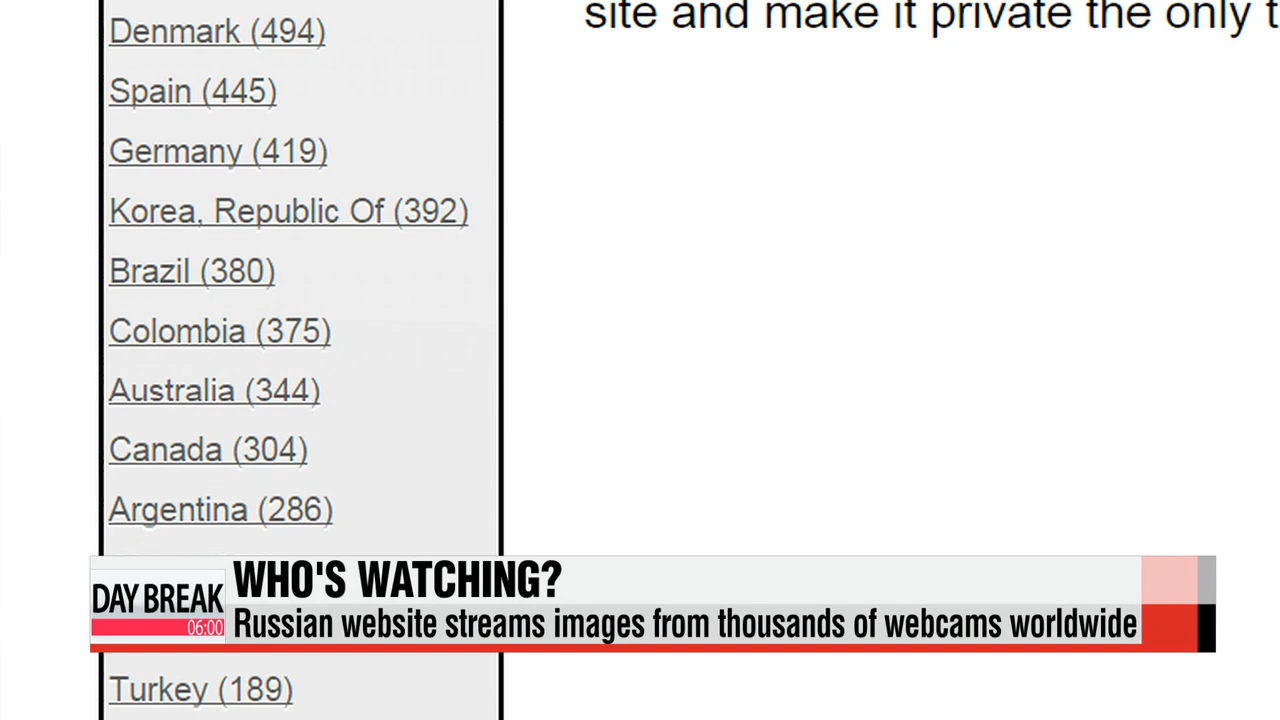 site and make it private the only t
Denmark (494)
Spain (445)
Germany (419)
Korea, Republic Of (392)
Brazil (380)
Colombia (375)
Australia (344)
Canada (304)
Argentina (286)
WHO'S WATCHING?
DAY BREAK
06:00
Russian website streams images from thousands of webcams worldwide
Turkey (189)